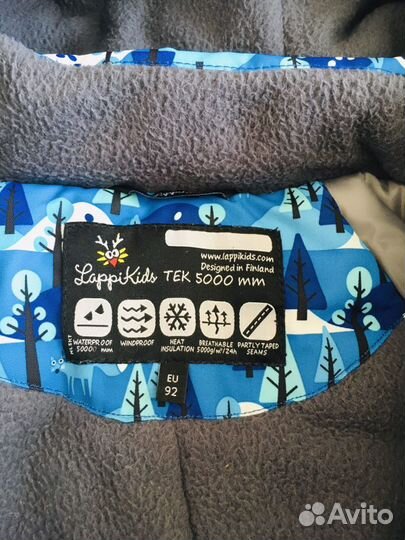 www.lappikids.com
Designed in Finland
LappiKids TEK 5000 mm
WATERPROOF 50000 mm
WINDPROOF
HEAT INSULATION
BREATHABLE 5000g/m²/24h
PARTLY TAPED SEAMS
EU
92
Avito